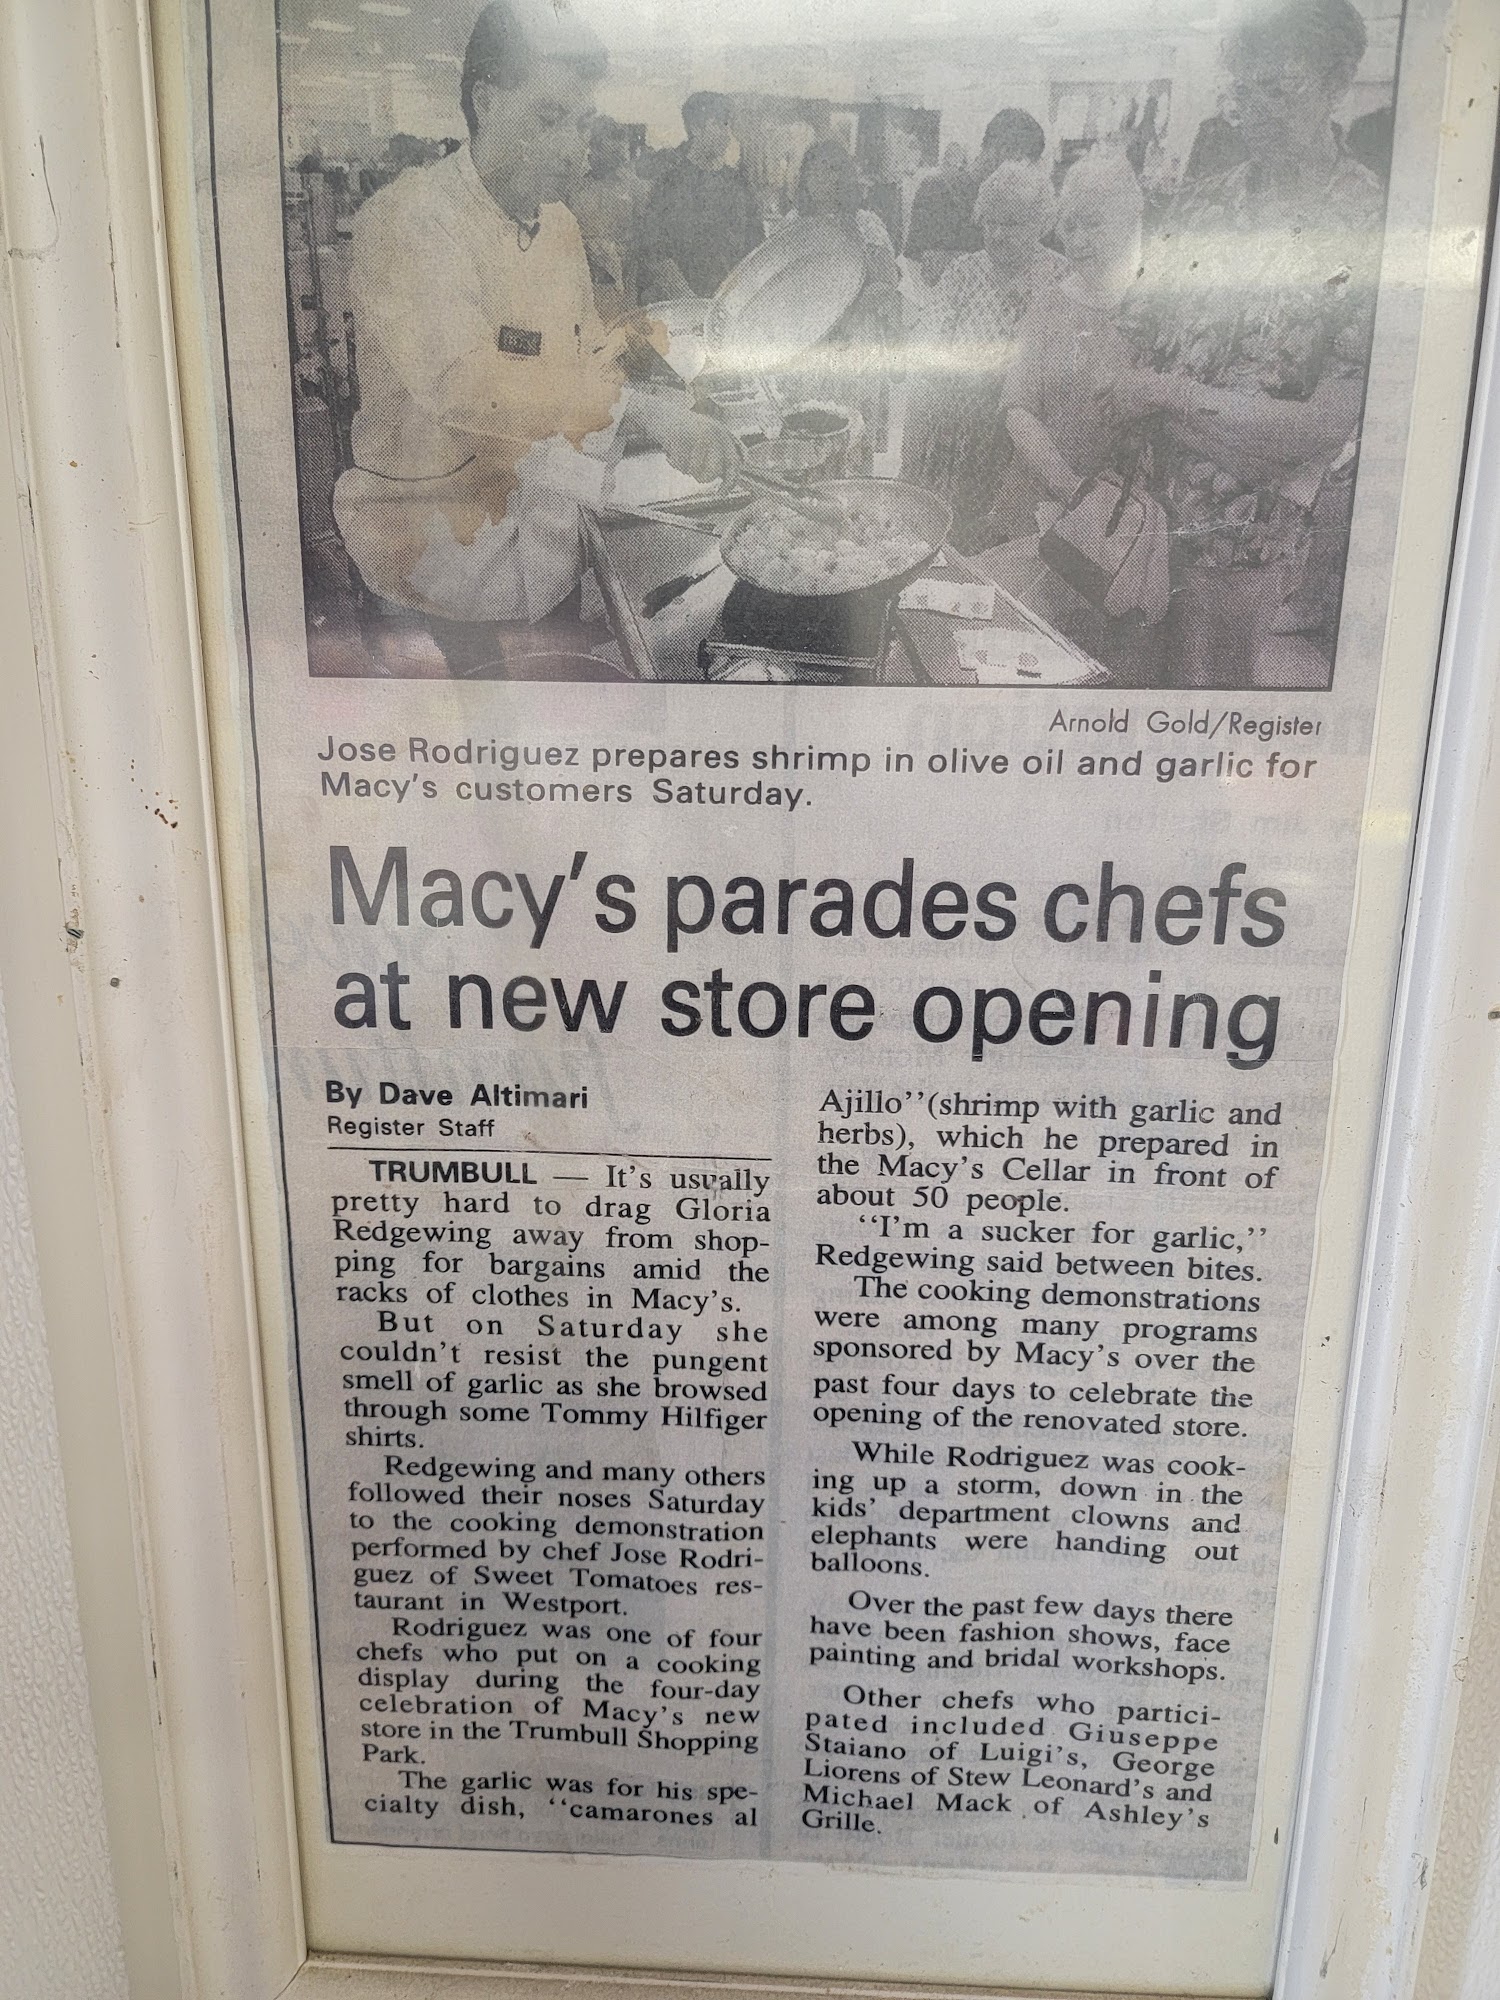 Arnold Gold/Register
Jose Rodriguez prepares shrimp in olive oil and garlic for
Macy's customers Saturday.
Macy's parades chefs
at new store opening
By Dave Altimari
Register Staff
TRUMBULL — It's usually
pretty hard to drag Gloria
Redgewing away from shop-
ping for bargains amid the
racks of clothes in Macy's.
But on Saturday she
couldn't resist the pungent
smell of garlic as she browsed
through some Tommy Hilfiger
shirts.
Redgewing and many others
followed their noses Saturday
to the cooking demonstration
performed by chef Jose Rodri-
guez of Sweet Tomatoes res-
taurant in Westport.
Rodriguez was one of four
chefs who put on a cooking
display during the four-day
celebration of Macy's new
store in the Trumbull Shopping
Park.
The garlic was for his spe-
cialty dish, ''camarones al
Ajillo''(shrimp with garlic and
herbs), which he prepared in
the Macy's Cellar in front of
about 50 people.
''I'm a sucker for garlic,''
Redgewing said between bites.
The cooking demonstrations
were among many programs
sponsored by Macy's over the
past four days to celebrate the
opening of the renovated store.
While Rodriguez was cook-
ing up a storm, down in the
kids' department clowns and
elephants were handing out
balloons.
Over the past few days there
have been fashion shows, face
painting and bridal workshops.
Other chefs who partici-
pated included Giuseppe
Staiano of Luigi's, George
Liorens of Stew Leonard's and
Michael Mack of Ashley's
Grille.